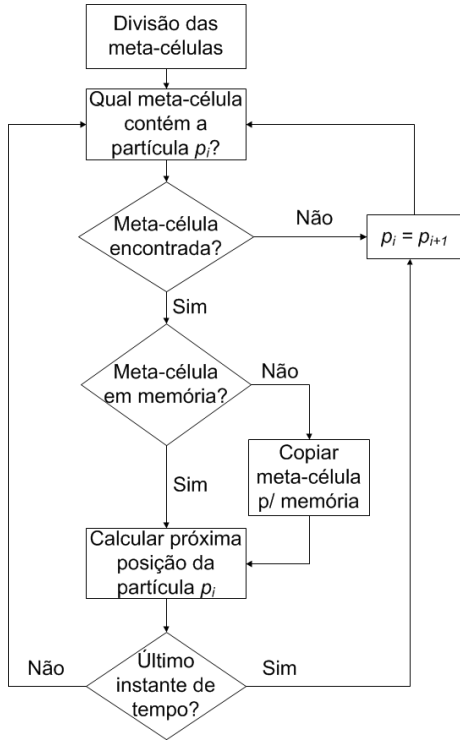 Divisão das
meta-células
Qual meta-célula
contém a
partícula pi?
Meta-célula
encontrada?
Não
pi = pi+1
Sim
Meta-célula
em memória?
Não
Copiar
meta-célula
p/ memória
Sim
Calcular próxima
posição da
partícula pi
Último
instante de
tempo?
Não
Sim